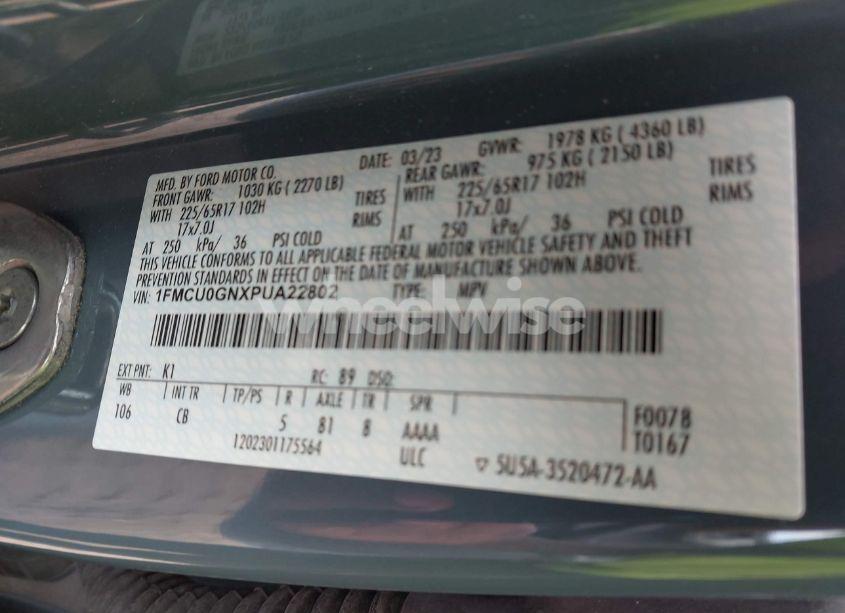 MFD. BY FORD MOTOR CO. DATE: 03/23 GVWR: 1978 KG ( 4360 LB)
FRONT GAWR: 1030 KG ( 2270 LB) REAR GAWR: 975 KG ( 2150 LB)
WITH 225/65R17 102H TIRES WITH 225/65R17 102H TIRES
17x7.0J RIMS 17x7.0J RIMS
AT 250 kPa/ 36 PSI COLD AT 250 kPa/ 36 PSI COLD
THIS VEHICLE CONFORMS TO ALL APPLICABLE FEDERAL MOTOR VEHICLE SAFETY AND THEFT
PREVENTION STANDARDS IN EFFECT ON THE DATE OF MANUFACTURE SHOWN ABOVE.
VIN: 1FMCU0GNXPUA22802 TYPE: MPV
wheelwise
EXT PNT: K1 RC: 89 DSO:
WB INT TR TP/PS R AXLE TR SPR
106 CB 5 81 8 AAAA F0078
1202301175564 ULC T0167
5U5A-3520472-AA